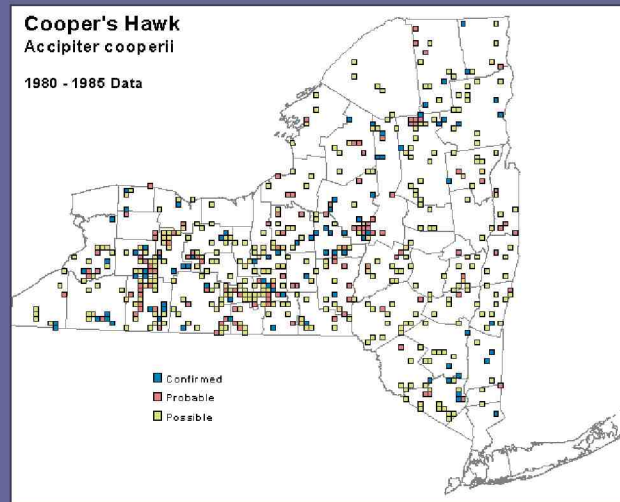 Cooper's Hawk
Accipiter cooperii
1980 - 1985 Data
Confirmed
Probable
Possible